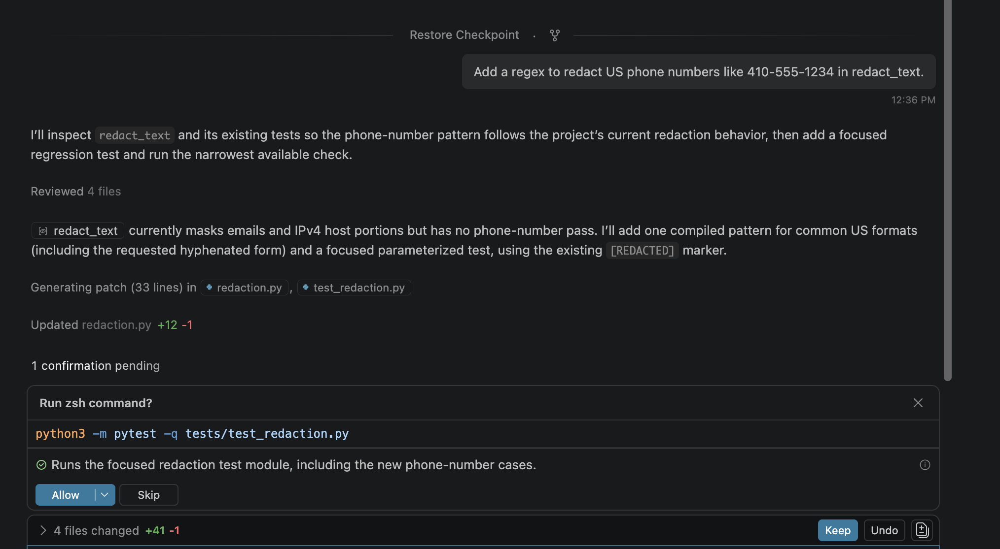 Restore Checkpoint ·
Add a regex to redact US phone numbers like 410-555-1234 in redact_text.
12:36 PM
I’ll inspect redact_text and its existing tests so the phone-number pattern follows the project’s current redaction behavior, then add a focused
regression test and run the narrowest available check.
Reviewed 4 files
redact_text currently masks emails and IPv4 host portions but has no phone-number pass. I’ll add one compiled pattern for common US formats
(including the requested hyphenated form) and a focused parameterized test, using the existing [REDACTED] marker.
Generating patch (33 lines) in redaction.py, test_redaction.py
Updated redaction.py +12 -1
1 confirmation pending
Run zsh command?
python3 -m pytest -q tests/test_redaction.py
Runs the focused redaction test module, including the new phone-number cases.
Allow Skip
4 files changed +41 -1 Keep Undo